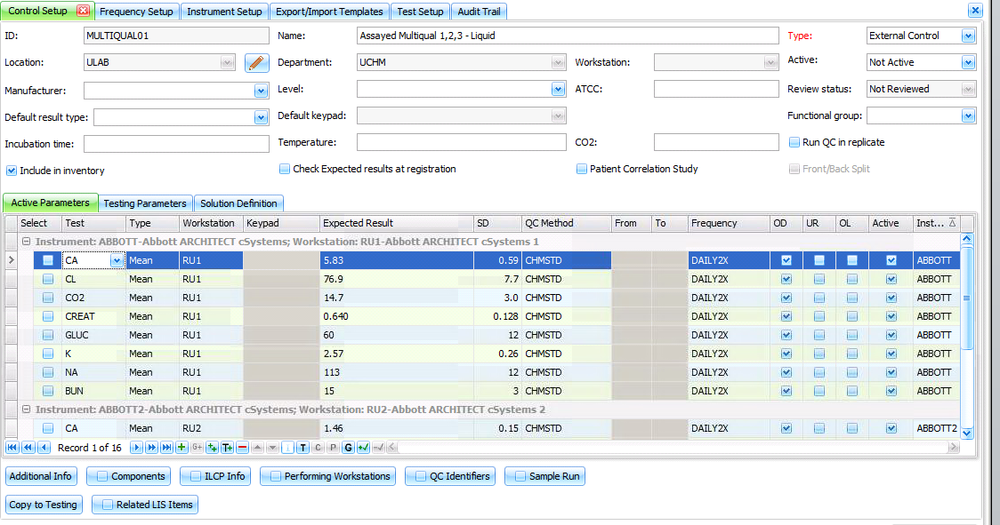 Control Setup Frequency Setup Instrument Setup Export/Import Templates Test Setup Audit Trail
ID: MULTIQUAL01 Name: Assayed Multiqual 1,2,3 - Liquid Type: External Control
Location: ULAB Department: UCHM Workstation: Active: Not Active
Manufacturer: Level: ATCC: Review status: Not Reviewed
Default result type: Default keypad: Functional group:
Incubation time: Temperature: CO2: Run QC in replicate
Include in inventory Check Expected results at registration Patient Correlation Study Front/Back Split
Active Parameters Testing Parameters Solution Definition
Select Test Type Workstation Keypad Expected Result SD QC Method From To Frequency OD UR OL Active Inst...
Instrument: ABBOTT-Abbott ARCHITECT cSystems; Workstation: RU1-Abbott ARCHITECT cSystems 1
CA Mean RU1 5.83 0.59 CHMSTD DAILY2X ABBOTT
CL Mean RU1 76.9 7.7 CHMSTD DAILY2X ABBOTT
CO2 Mean RU1 14.7 3.0 CHMSTD DAILY2X ABBOTT
CREAT Mean RU1 0.640 0.128 CHMSTD DAILY2X ABBOTT
GLUC Mean RU1 60 12 CHMSTD DAILY2X ABBOTT
K Mean RU1 2.57 0.26 CHMSTD DAILY2X ABBOTT
NA Mean RU1 113 12 CHMSTD DAILY2X ABBOTT
BUN Mean RU1 15 3 CHMSTD DAILY2X ABBOTT
Instrument: ABBOTT2-Abbott ARCHITECT cSystems; Workstation: RU2-Abbott ARCHITECT cSystems 2
CA Mean RU2 1.46 0.15 CHMSTD DAILY2X ABBOTT2
Record 1 of 16 G+ T+ T C P G
Additional Info Components ILCP Info Performing Workstations QC Identifiers Sample Run
Copy to Testing Related LIS Items